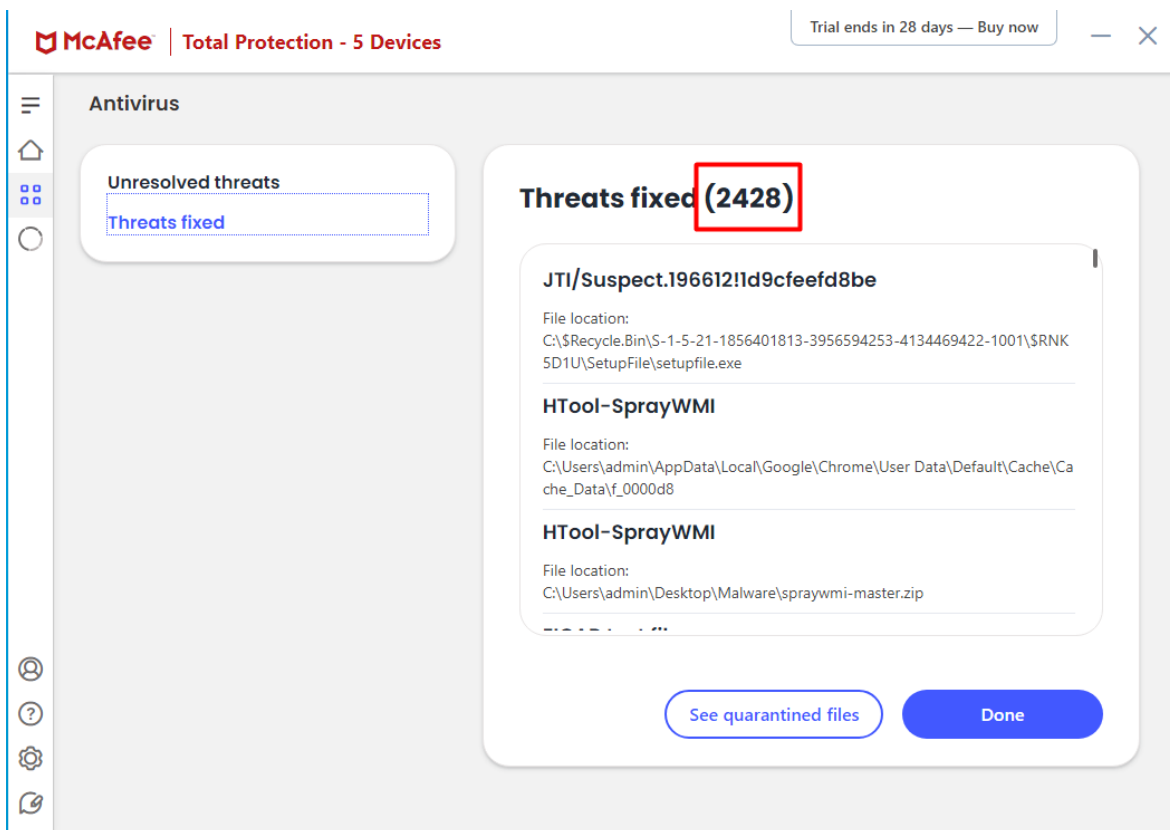 McAfee Total Protection - 5 Devices
Trial ends in 28 days — Buy now
Antivirus
Unresolved threats
Threats fixed
Threats fixed (2428)
JTI/Suspect.196612!1d9cfeefd8be
File location:
C:\$Recycle.Bin\S-1-5-21-1856401813-3956594253-4134469422-1001\$RNK
5D1U\SetupFile\setupfile.exe
HTool-SprayWMI
File location:
C:\Users\admin\AppData\Local\Google\Chrome\User Data\Default\Cache\Ca
che_Data\f_0000d8
HTool-SprayWMI
File location:
C:\Users\admin\Desktop\Malware\spraywmi-master.zip
See quarantined files
Done